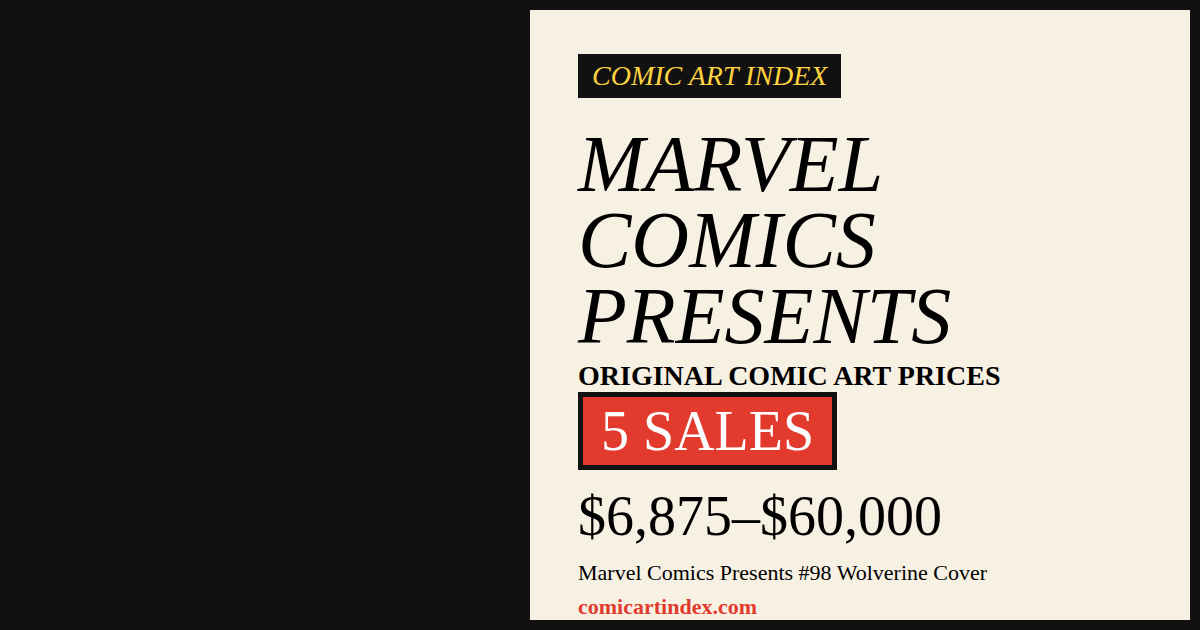 COMIC ART INDEX
MARVEL
COMICS
PRESENTS
ORIGINAL COMIC ART PRICES
5 SALES
$6,875–$60,000
Marvel Comics Presents #98 Wolverine Cover
comicartindex.com